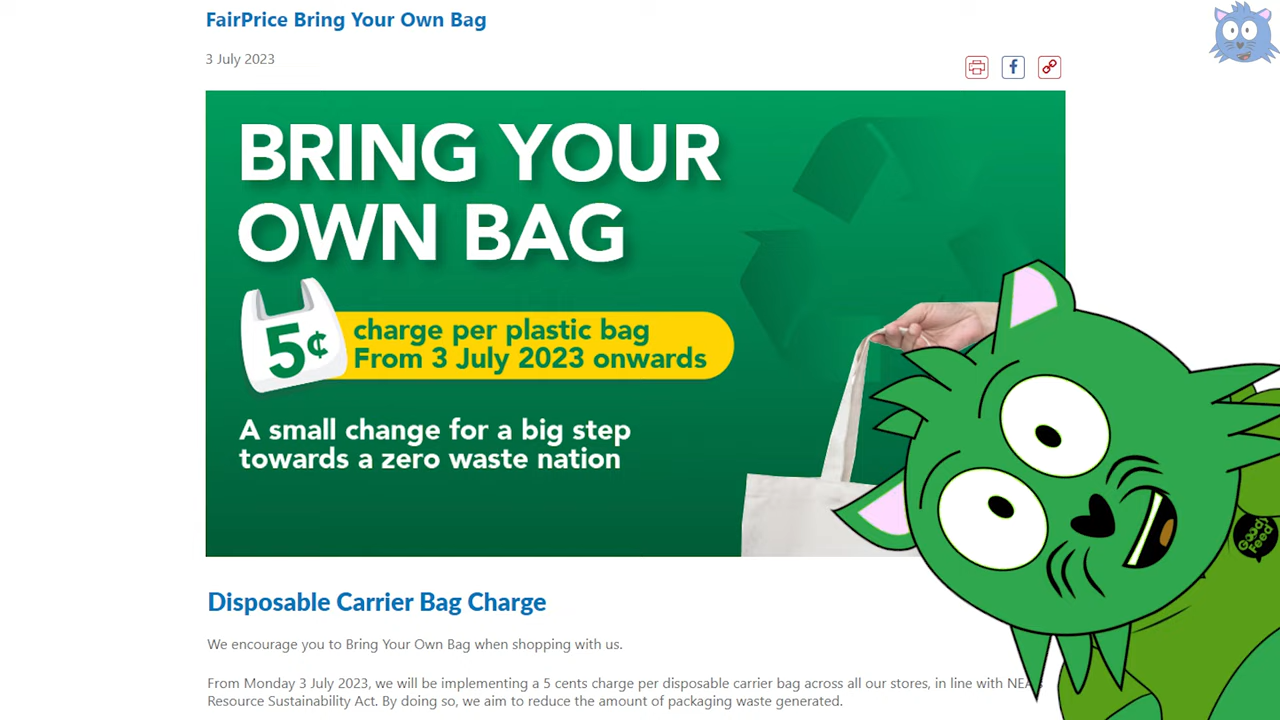 FairPrice Bring Your Own Bag
3 July 2023
f
BRING YOUR
OWN BAG
5¢
charge per plastic bag
From 3 July 2023 onwards
A small change for a big step
towards a zero waste nation
Goody
Feed
Disposable Carrier Bag Charge
We encourage you to Bring Your Own Bag when shopping with us.
From Monday 3 July 2023, we will be implementing a 5 cents charge per disposable carrier bag across all our stores, in line with
Resource Sustainability Act. By doing so, we aim to reduce the amount of packaging waste generated.